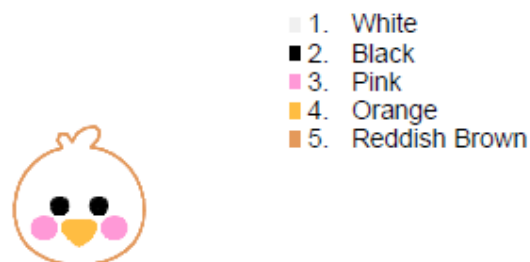 1. White
2. Black
3. Pink
4. Orange
5. Reddish Brown